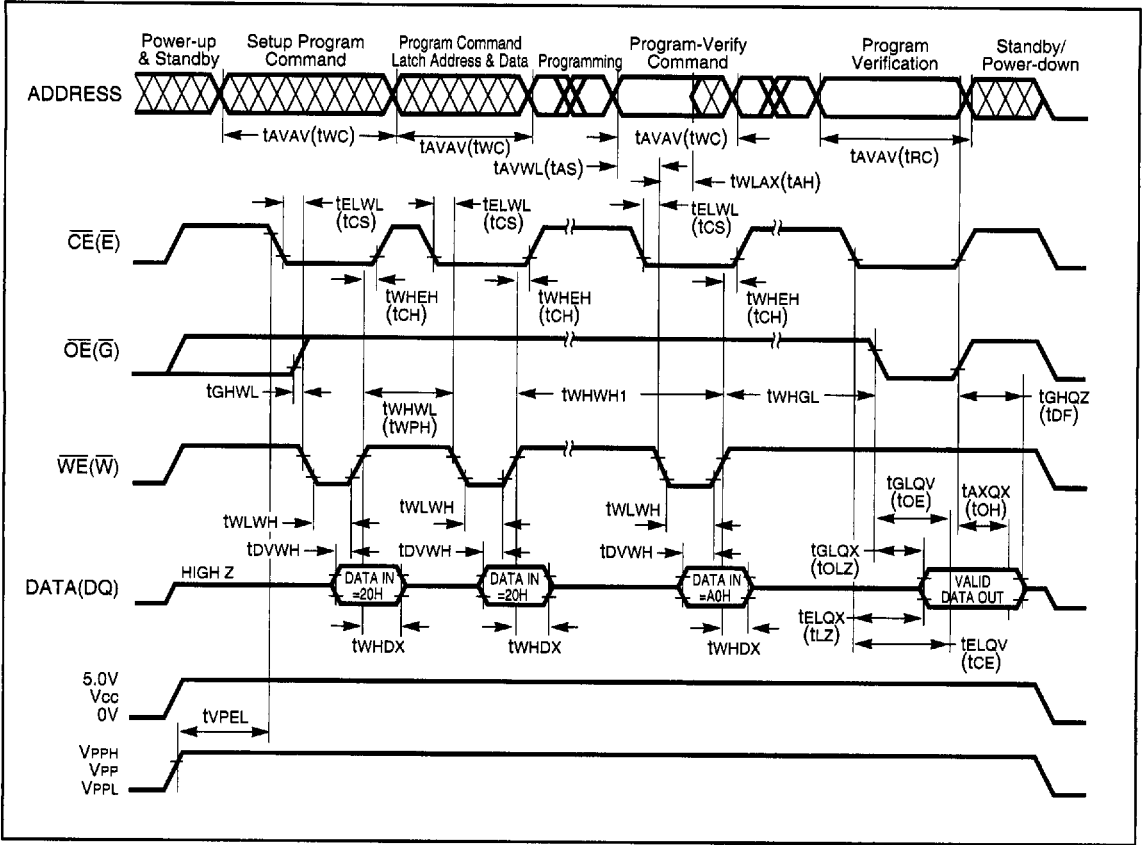 Power-up & Standby
Setup Program Command
Program Command Latch Address & Data
Programming
Program-Verify Command
Program Verification
Standby/ Power-down
ADDRESS
tAVAV(tWC)
tAVAV(tWC)
tAVAV(tWC)
tAVAV(tRC)
tAVWL(tAS)
tWLAX(tAH)
tELWL (tCS)
tELWL (tCS)
tELWL (tCS)
CE(E)
tWHEH (tCH)
tWHEH (tCH)
tWHEH (tCH)
OE(G)
tGHWL
tWHWL (tWPH)
tWHWH1
tWHGL
tGHQZ (tDF)
WE(W)
tWLWH
tWLWH
tWLWH
tGLQV (tOE)
tAXQX (tOH)
tDVWH
tDVWH
tDVWH
tGLQX (tOLZ)
DATA(DQ)
HIGH Z
DATA IN =20H
DATA IN =20H
DATA IN =A0H
VALID DATA OUT
tWHDX
tWHDX
tWHDX
tELQX (tLZ)
tELQV (tCE)
5.0V
Vcc
0V
tVPEL
VPPH
VPP
VPPL